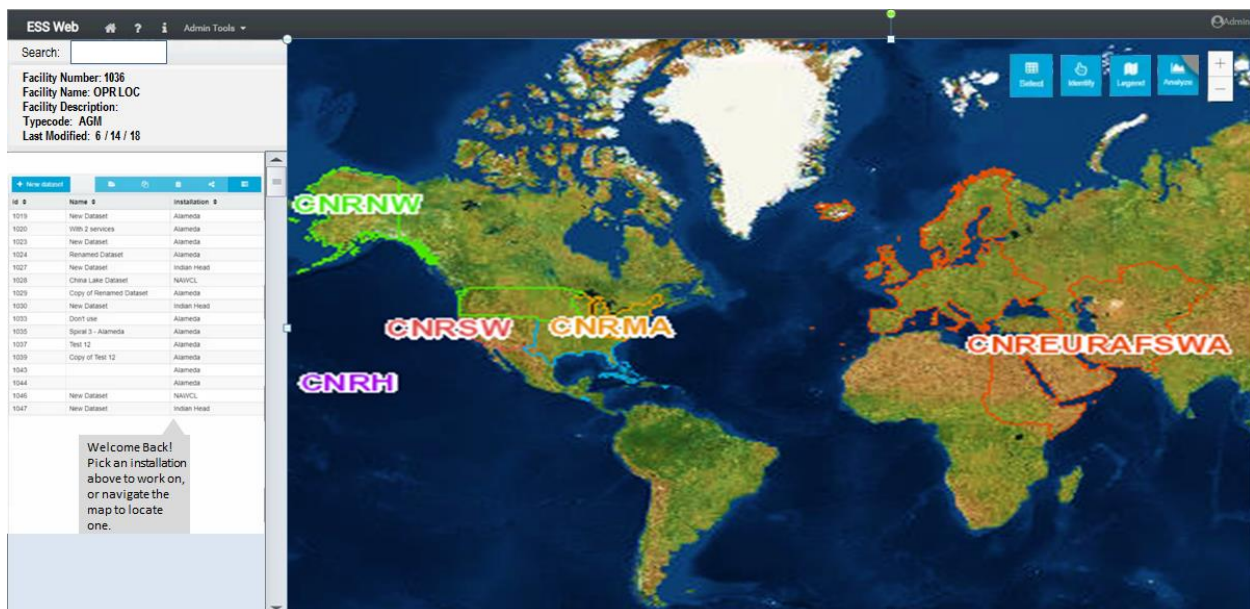 ESS Web ? i Admin Tools Admin
Search:
Facility Number: 1036
Facility Name: OPR LOC
Facility Description:
Typecode: AGM
Last Modified: 6 / 14 / 18
+ New dataset
Id Name Installation
1019 New Dataset Alameda
1020 With 2 services Alameda
1023 New Dataset Alameda
1024 Renamed Dataset Alameda
1027 New Dataset Indian Head
1028 China Lake Dataset NAWCL
1029 Copy of Renamed Dataset Alameda
1030 New Dataset Indian Head
1033 Don't use Alameda
1035 Spiral 3 - Alameda Alameda
1037 Test 12 Alameda
1039 Copy of Test 12 Alameda
1043 Alameda
1044 Alameda
1046 New Dataset NAWCL
1047 New Dataset Indian Head
Welcome Back!
Pick an installation
above to work on,
or navigate the
map to locate
one.
Select Identify Legend Analyze + −
CNRNW
CNRSW CNRMA
CNREURAFSWA
CNRH